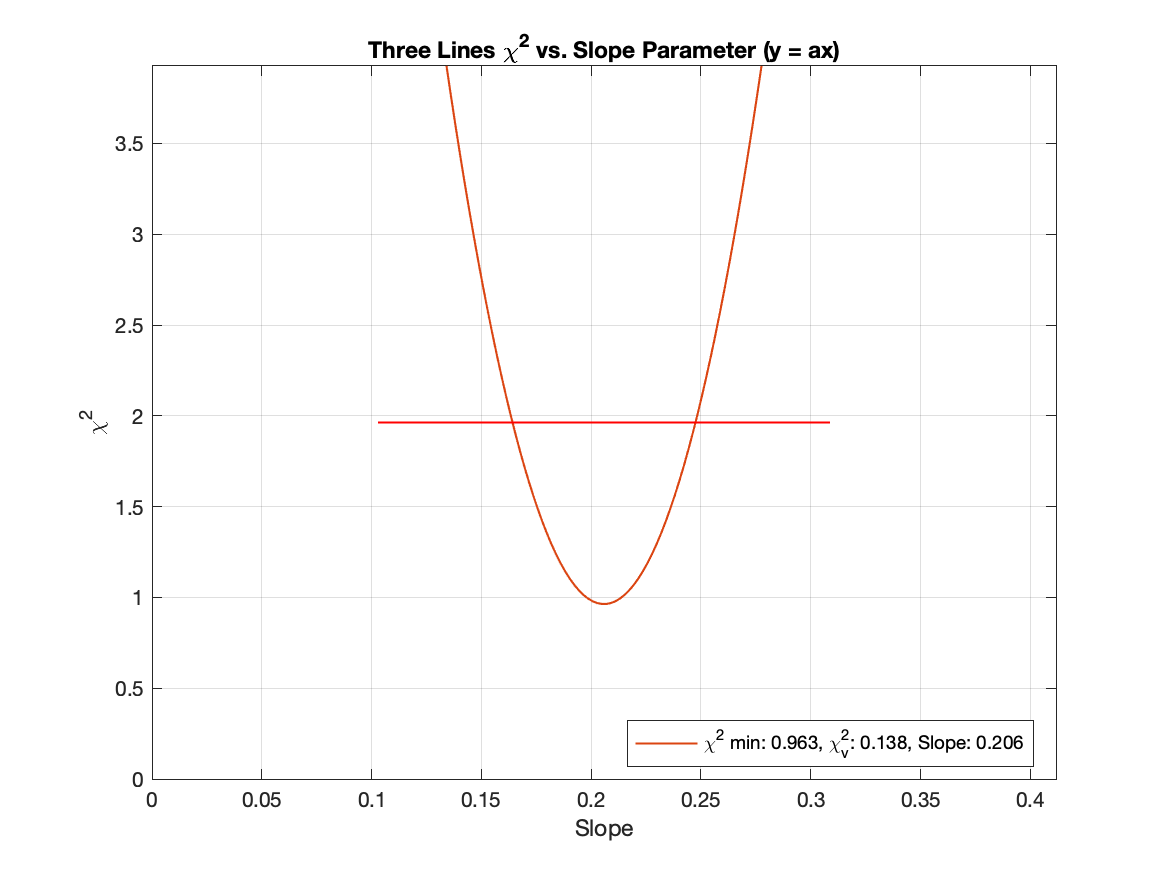 Three Lines χ² vs. Slope Parameter (y = ax)
3.5
3
2.5
2
1.5
1
0.5
0
χ²
χ² min: 0.963, χ²ᵥ: 0.138, Slope: 0.206
0 0.05 0.1 0.15 0.2 0.25 0.3 0.35 0.4
Slope